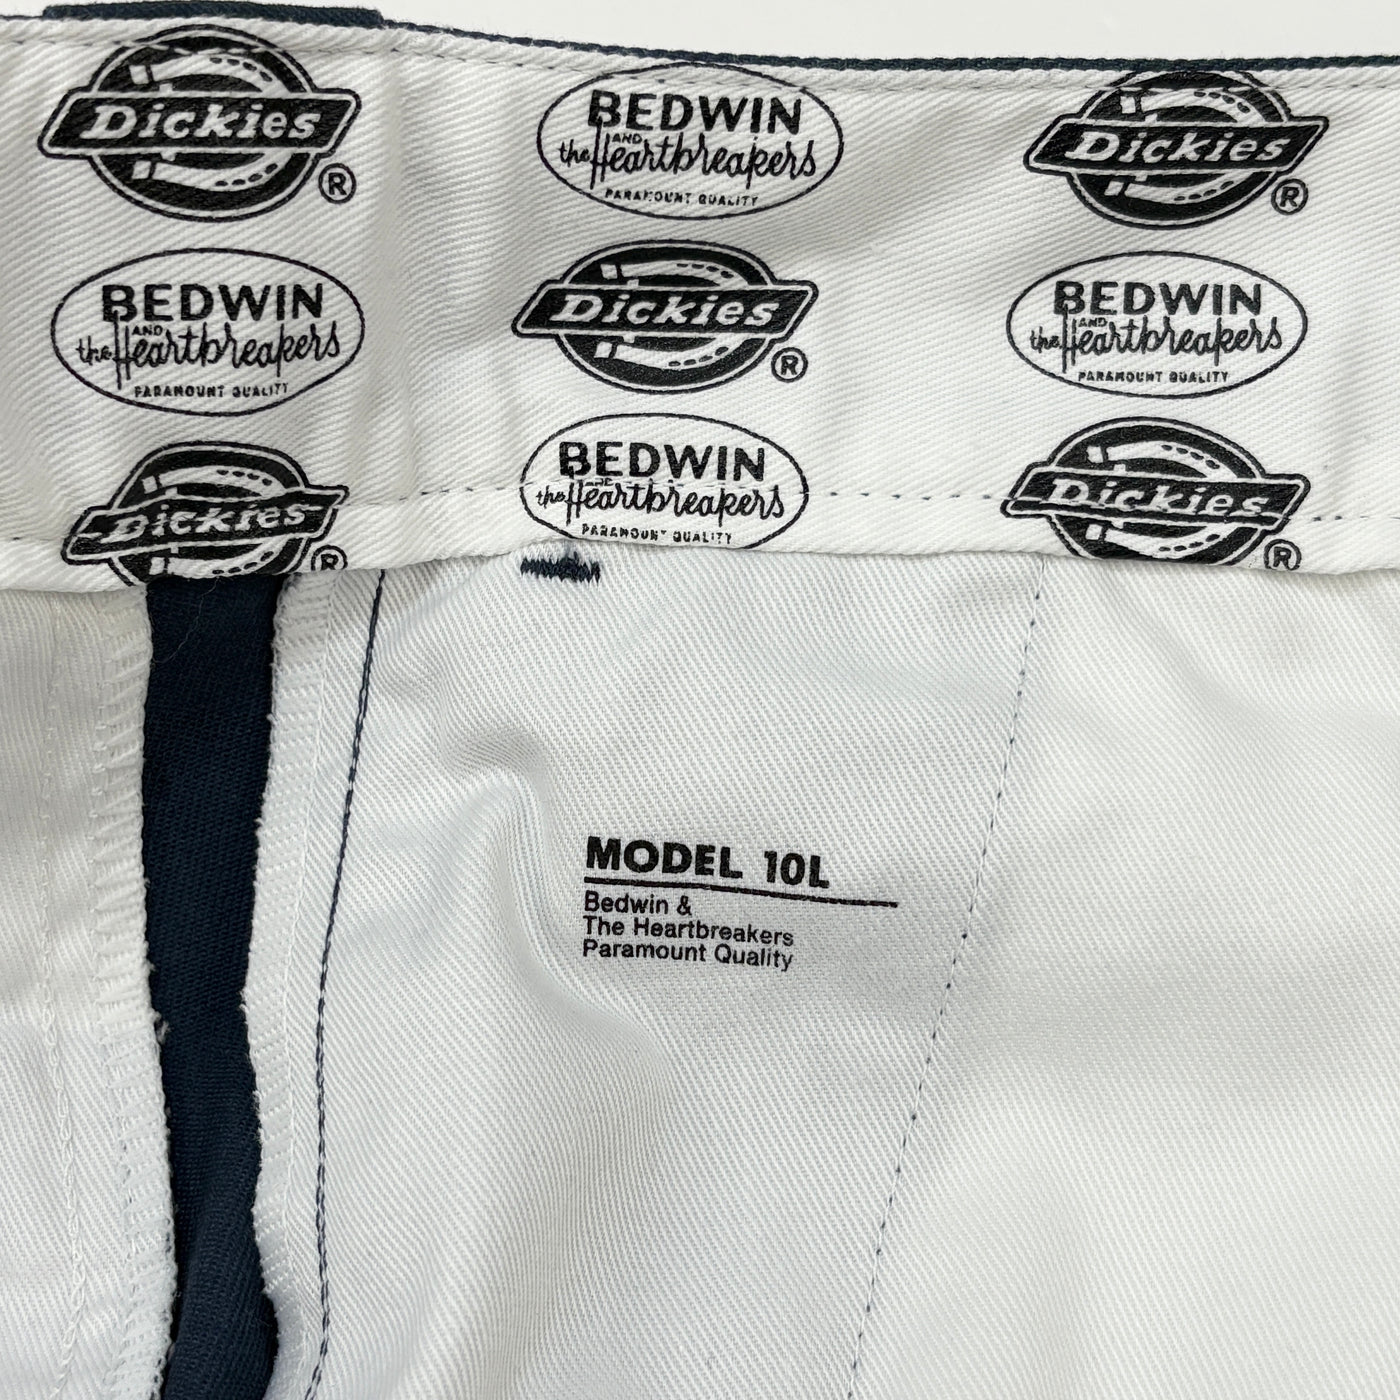 Dickies ®
BEDWIN
AND
the Heartbreakers
PARAMOUNT QUALITY
Dickies ®
BEDWIN
AND
the Heartbreakers
PARAMOUNT QUALITY
Dickies ®
BEDWIN
AND
the Heartbreakers
PARAMOUNT QUALITY
Dickies ®
BEDWIN
the Heartbreakers
PARAMOUNT QUALITY
Dickies ®
MODEL 10L
Bedwin &
The Heartbreakers
Paramount Quality